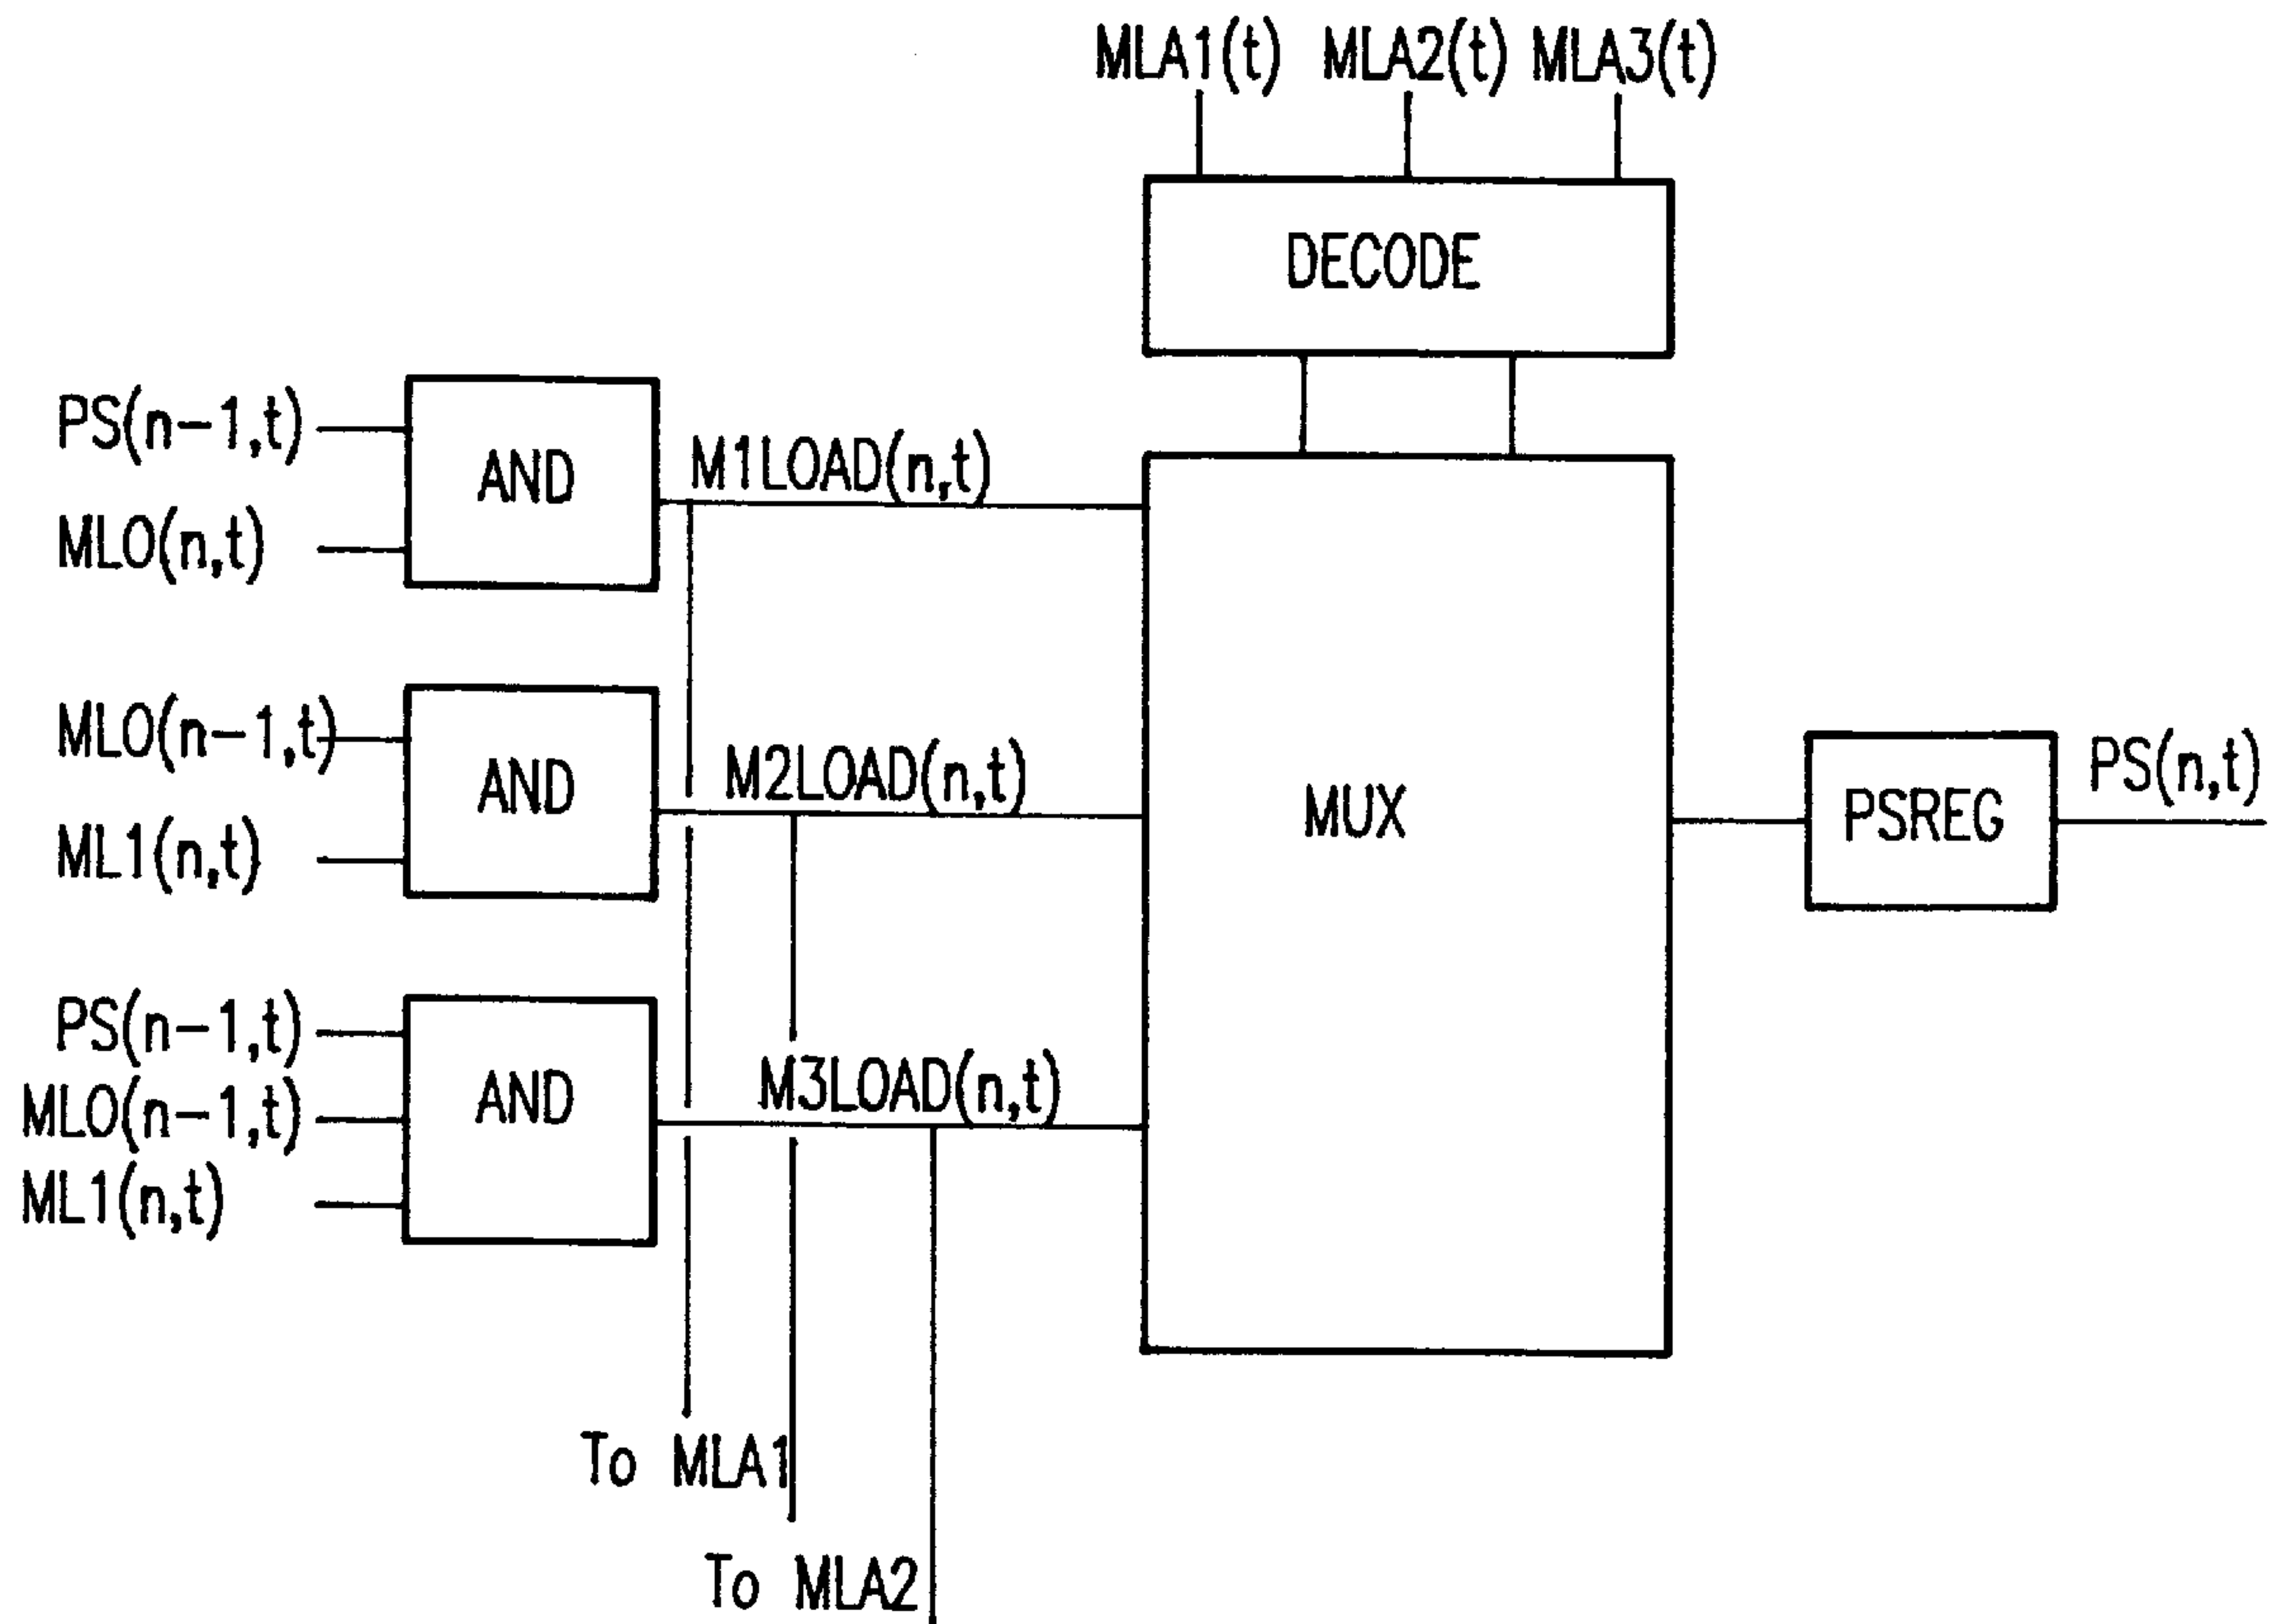 MLA1(t) MLA2(t) MLA3(t)
DECODE
PS(n-1,t)
MLO(n,t)
AND
M1LOAD(n,t)
MLO(n-1,t)
ML1(n,t)
AND
M2LOAD(n,t)
MUX
PSREG
PS(n,t)
PS(n-1,t)
MLO(n-1,t)
ML1(n,t)
AND
M3LOAD(n,t)
To MLA1
To MLA2